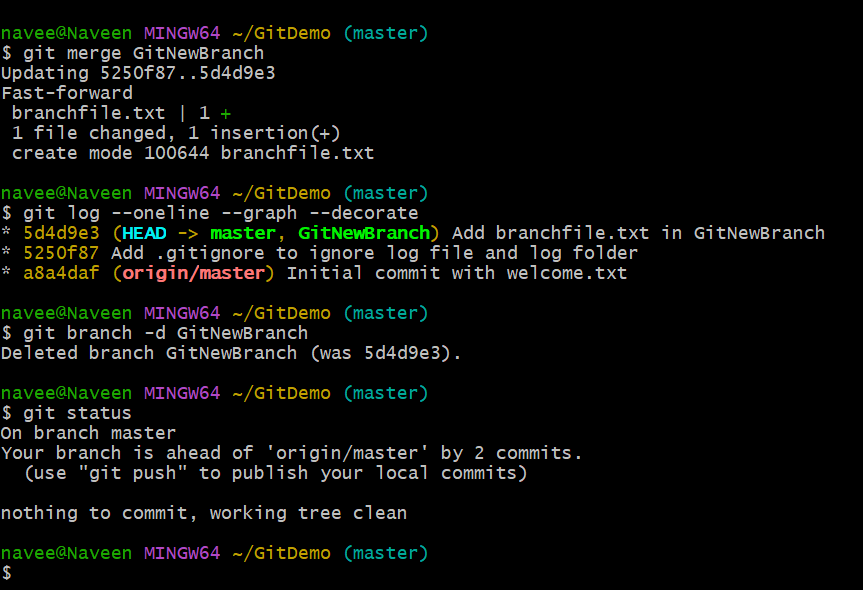 navee@Naveen MINGW64 ~/GitDemo (master)
$ git merge GitNewBranch
Updating 5250f87..5d4d9e3
Fast-forward
 branchfile.txt | 1 +
 1 file changed, 1 insertion(+)
 create mode 100644 branchfile.txt

navee@Naveen MINGW64 ~/GitDemo (master)
$ git log --oneline --graph --decorate
* 5d4d9e3 (HEAD -> master, GitNewBranch) Add branchfile.txt in GitNewBranch
* 5250f87 Add .gitignore to ignore log file and log folder
* a8a4daf (origin/master) Initial commit with welcome.txt

navee@Naveen MINGW64 ~/GitDemo (master)
$ git branch -d GitNewBranch
Deleted branch GitNewBranch (was 5d4d9e3).

navee@Naveen MINGW64 ~/GitDemo (master)
$ git status
On branch master
Your branch is ahead of 'origin/master' by 2 commits.
  (use "git push" to publish your local commits)

nothing to commit, working tree clean

navee@Naveen MINGW64 ~/GitDemo (master)
$